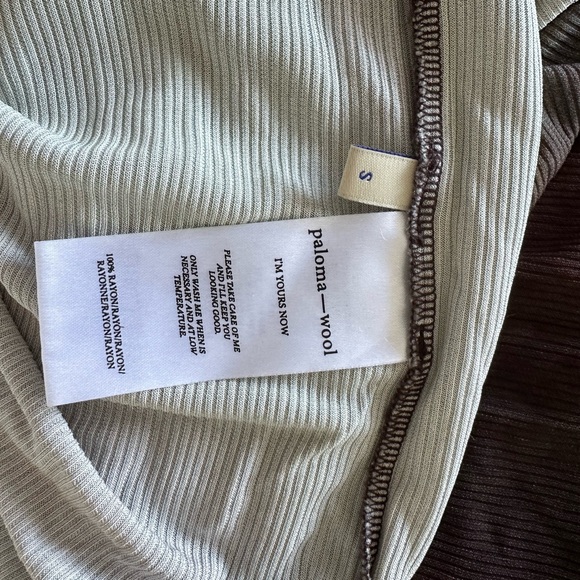 paloma—wool
I'M YOURS NOW
PLEASE TAKE CARE OF ME
AND I'LL KEEP YOU
LOOKING GOOD.
ONLY WASH ME WHEN IS
NECESSARY AND AT LOW
TEMPERATURE.
100% RAYON/RAYÓN/RAYON/
RAYONNE/RAYON/RAYON
S